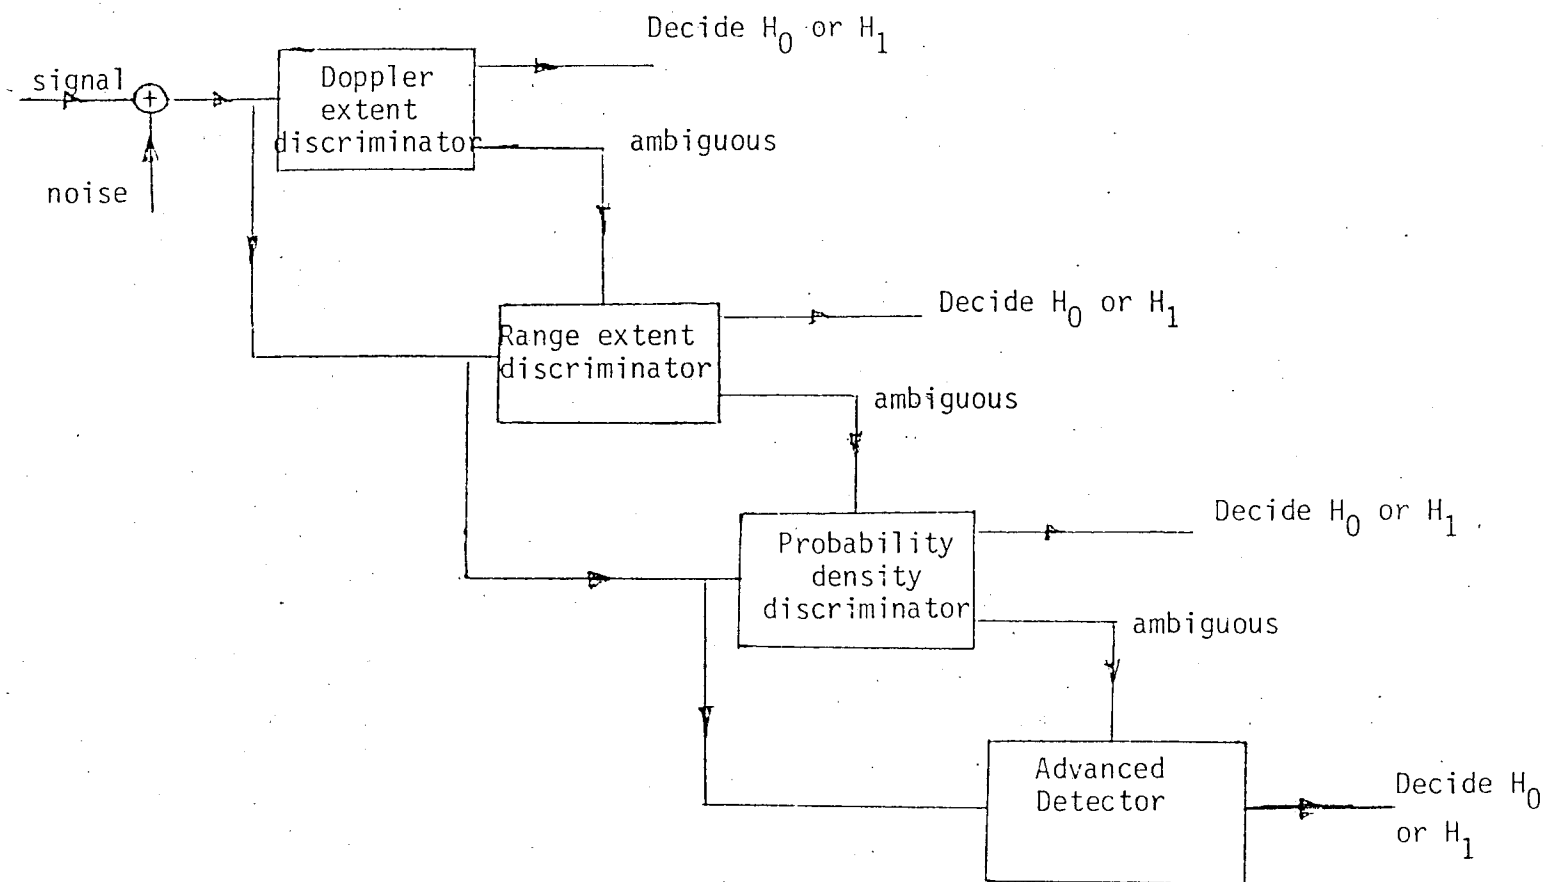 Decide H₀ or H₁
signal
+
Doppler
extent
discriminator
ambiguous
noise
Decide H₀ or H₁
Range extent
discriminator
ambiguous
Decide H₀ or H₁
Probability
density
discriminator
ambiguous
Advanced
Detector
Decide H₀
or H₁